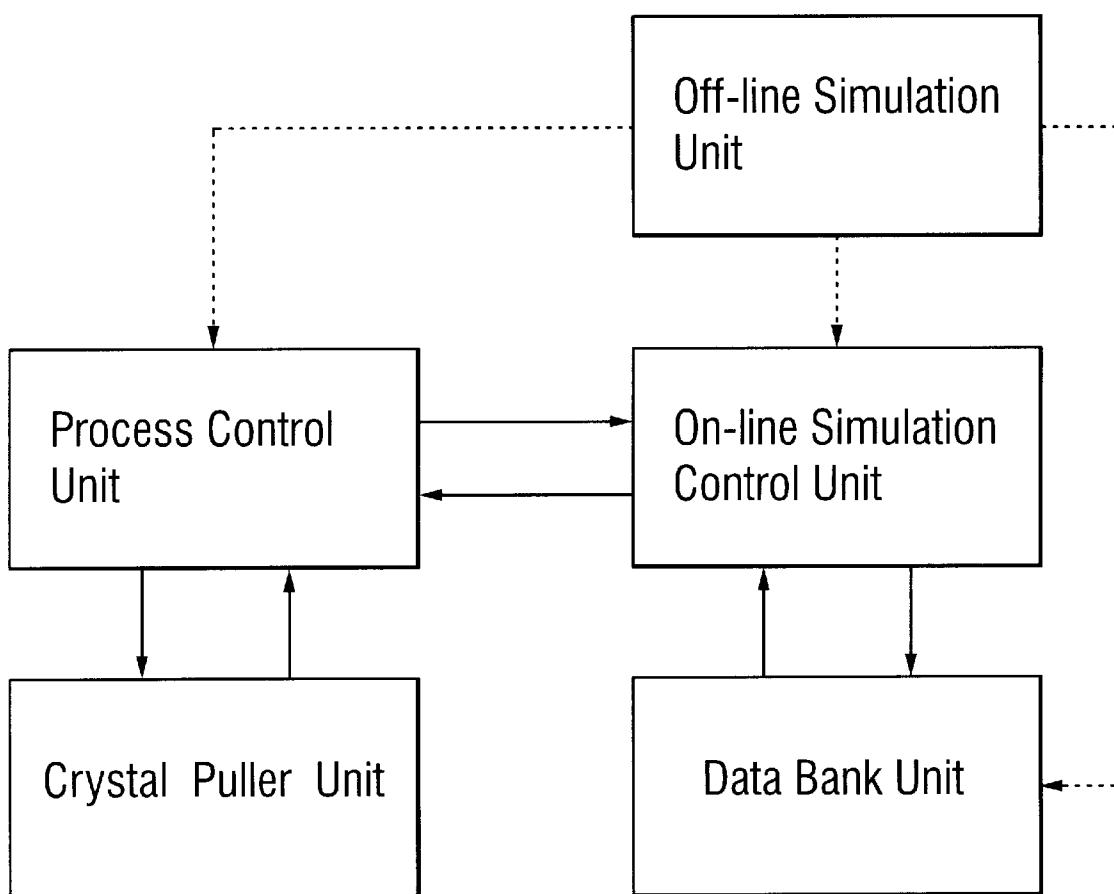 Off-line Simulation
Unit
Process Control
Unit
On-line Simulation
Control Unit
Crystal Puller Unit
Data Bank Unit